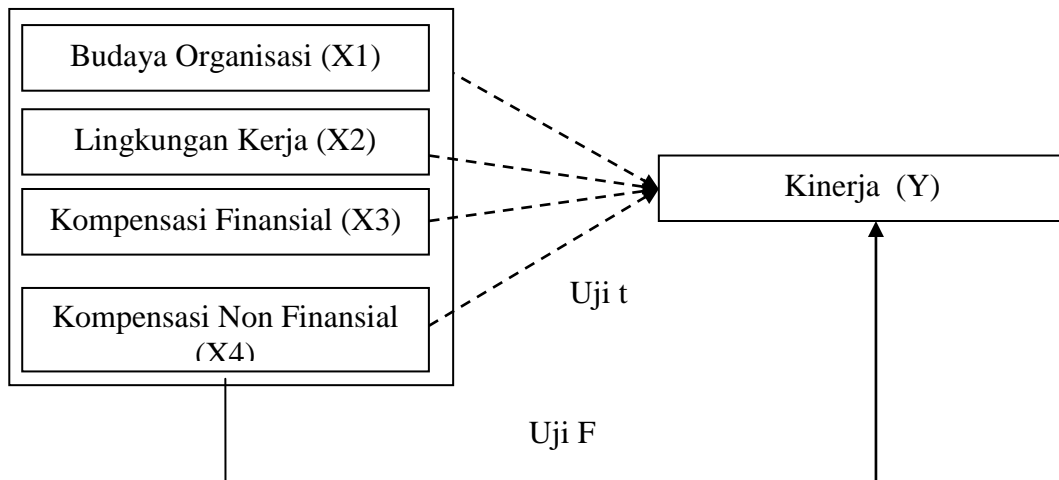 Budaya Organisasi (X1)
Lingkungan Kerja (X2)
Kompensasi Finansial (X3)
Kompensasi Non Finansial
(X4)
Kinerja (Y)
Uji t
Uji F